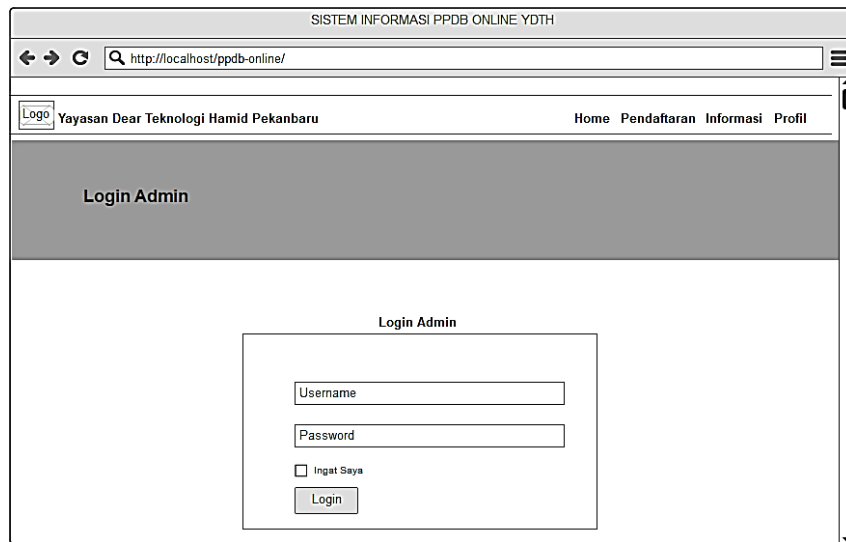 SISTEM INFORMASI PPDB ONLINE YDTH
http://localhost/ppdb-online/
Logo Yayasan Dear Teknologi Hamid Pekanbaru Home Pendaftaran Informasi Profil
Login Admin
Login Admin
Username
Password
Ingat Saya
Login